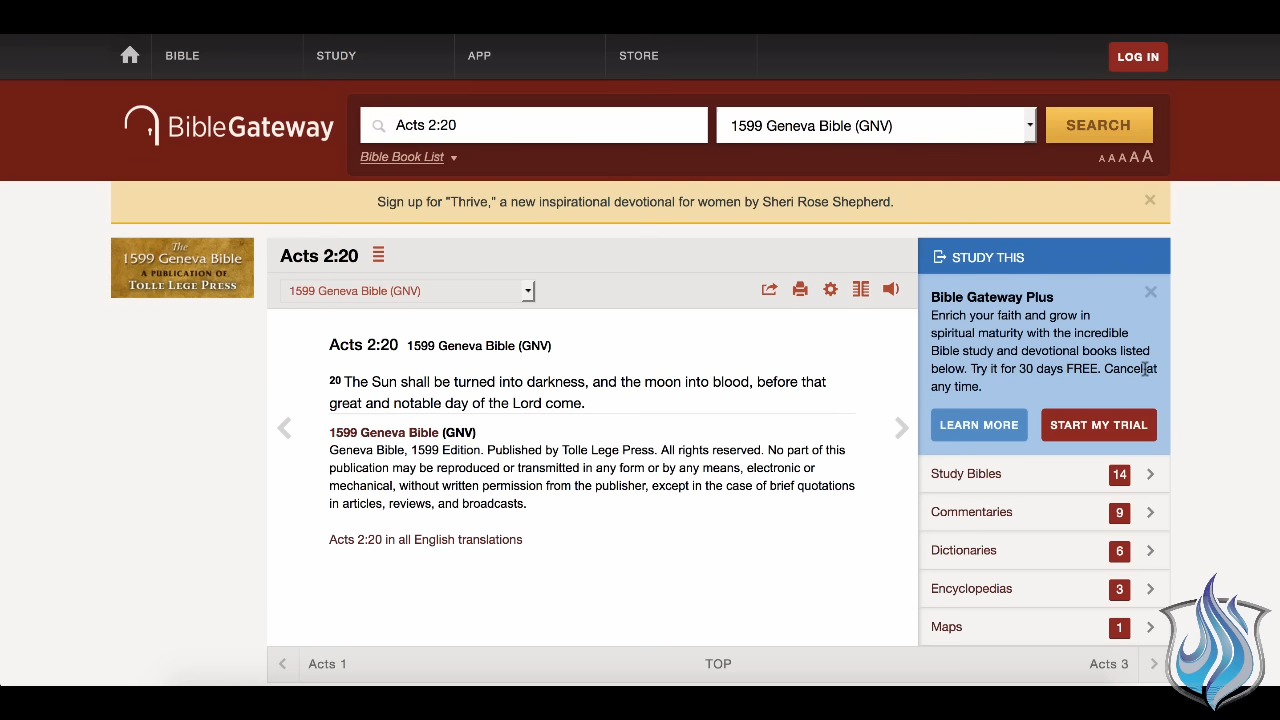 BIBLE STUDY APP STORE LOG IN
BibleGateway
Acts 2:20 1599 Geneva Bible (GNV) SEARCH
Bible Book List A A A A A
Sign up for "Thrive," a new inspirational devotional for women by Sheri Rose Shepherd.
The
1599 Geneva Bible
A PUBLICATION OF
TOLLE LEGE PRESS
Acts 2:20
1599 Geneva Bible (GNV)
Acts 2:20 1599 Geneva Bible (GNV)
20 The Sun shall be turned into darkness, and the moon into blood, before that
great and notable day of the Lord come.
1599 Geneva Bible (GNV)
Geneva Bible, 1599 Edition. Published by Tolle Lege Press. All rights reserved. No part of this
publication may be reproduced or transmitted in any form or by any means, electronic or
mechanical, without written permission from the publisher, except in the case of brief quotations
in articles, reviews, and broadcasts.
Acts 2:20 in all English translations
STUDY THIS
Bible Gateway Plus
Enrich your faith and grow in
spiritual maturity with the incredible
Bible study and devotional books listed
below. Try it for 30 days FREE. Cancel at
any time.
LEARN MORE START MY TRIAL
Study Bibles 14
Commentaries 9
Dictionaries 6
Encyclopedias 3
Maps 1
Acts 1 TOP Acts 3